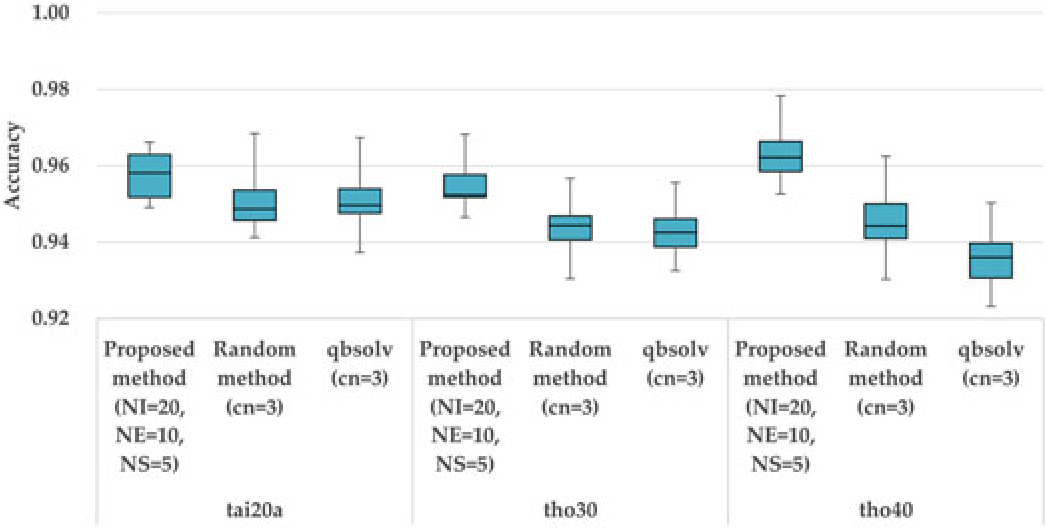 1.00
0.98
0.96
0.94
0.92
Accuracy
Proposed
method
(NI=20,
NE=10,
NS=5)
Random
method
(cn=3)
qbsolv
(cn=3)
Proposed
method
(NI=20,
NE=10,
NS=5)
Random
method
(cn=3)
qbsolv
(cn=3)
Proposed
method
(NI=20,
NE=10,
NS=5)
Random
method
(cn=3)
qbsolv
(cn=3)
tai20a
tho30
tho40